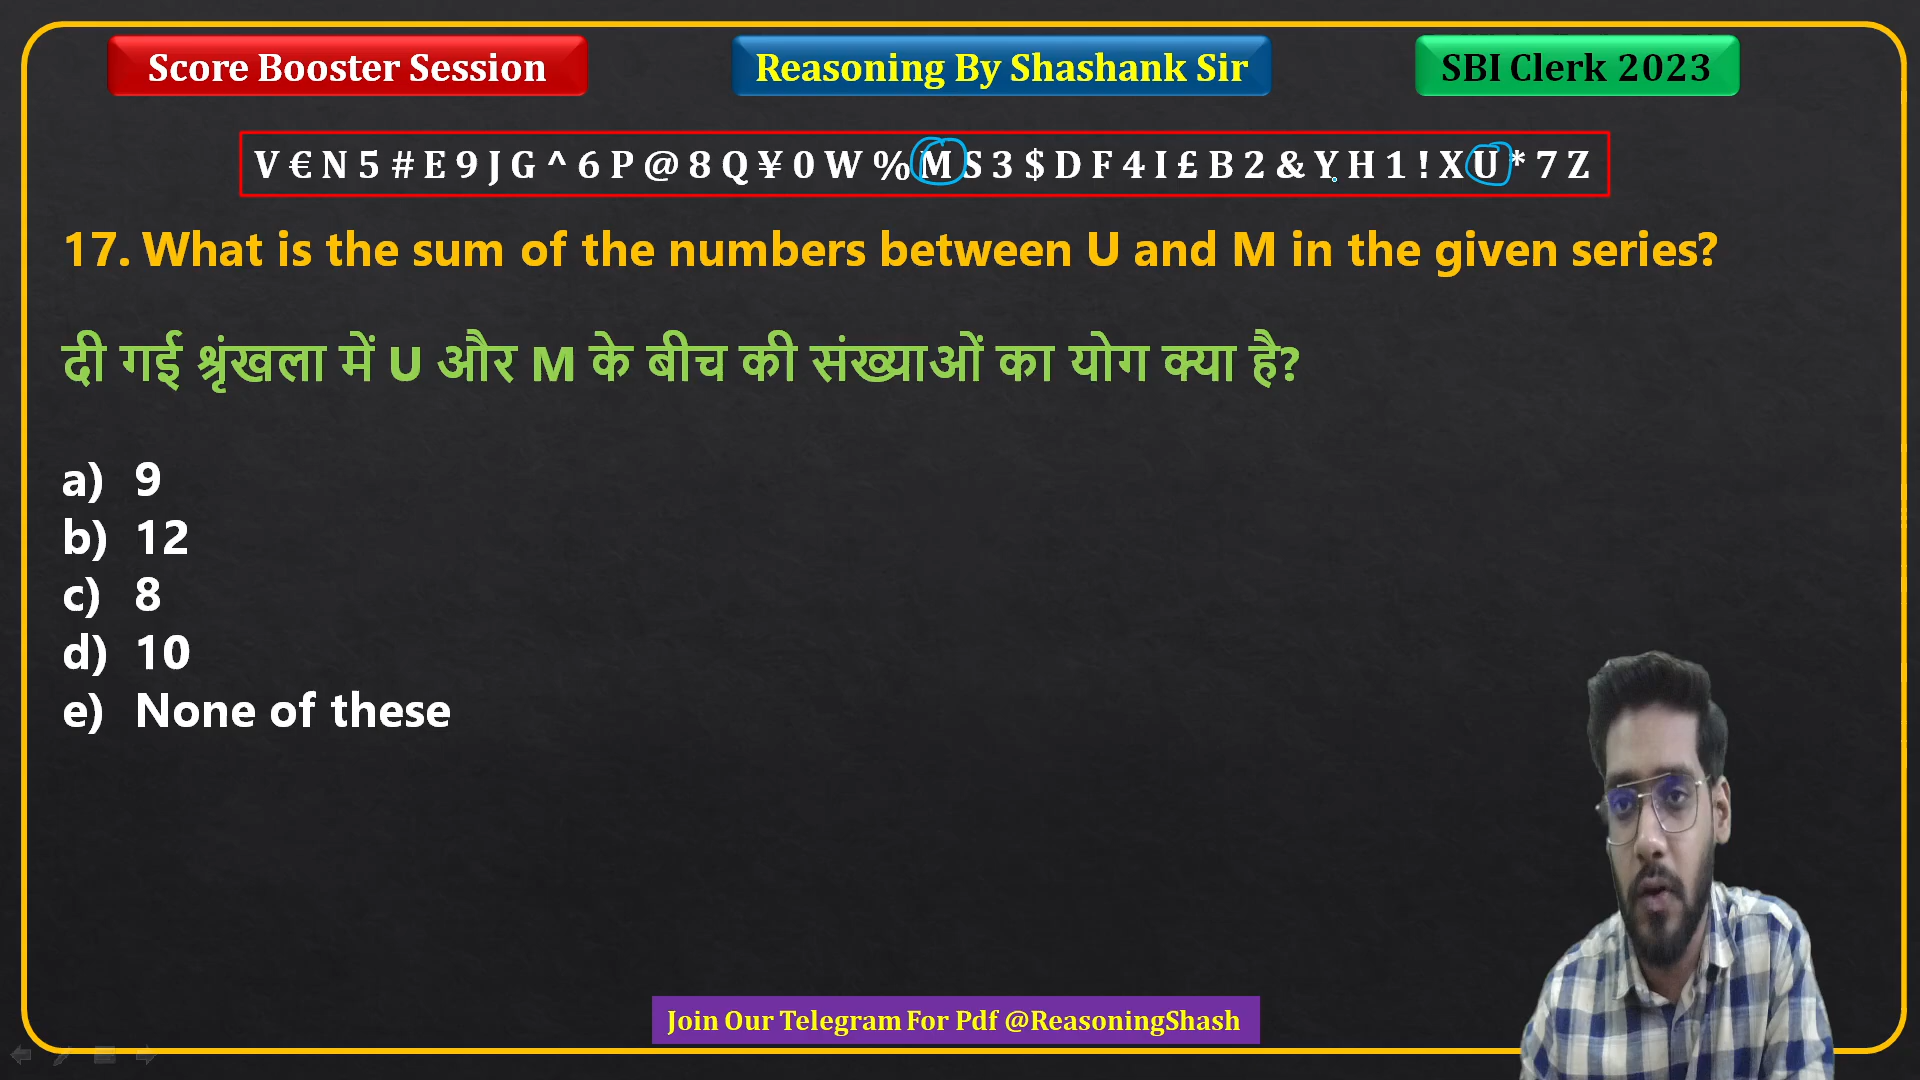 Score Booster Session
Reasoning By Shashank Sir
SBI Clerk 2023
V € N 5 # E 9 J G ^ 6 P @ 8 Q ¥ 0 W % M S 3 $ D F 4 I £ B 2 & Y H 1 ! X U * 7 Z
17. What is the sum of the numbers between U and M in the given series?
दी गई श्रृंखला में U और M के बीच की संख्याओं का योग क्या है?
a) 9
b) 12
c) 8
d) 10
e) None of these
Join Our Telegram For Pdf @ReasoningShash